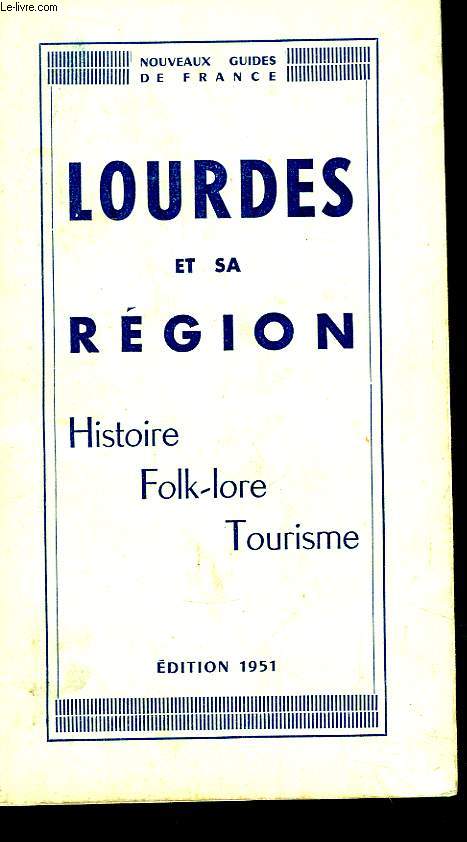 Le-livre.com
NOUVEAUX GUIDES
DE FRANCE
LOURDES
ET SA
RÉGION
Histoire
Folk-lore
Tourisme
ÉDITION 1951